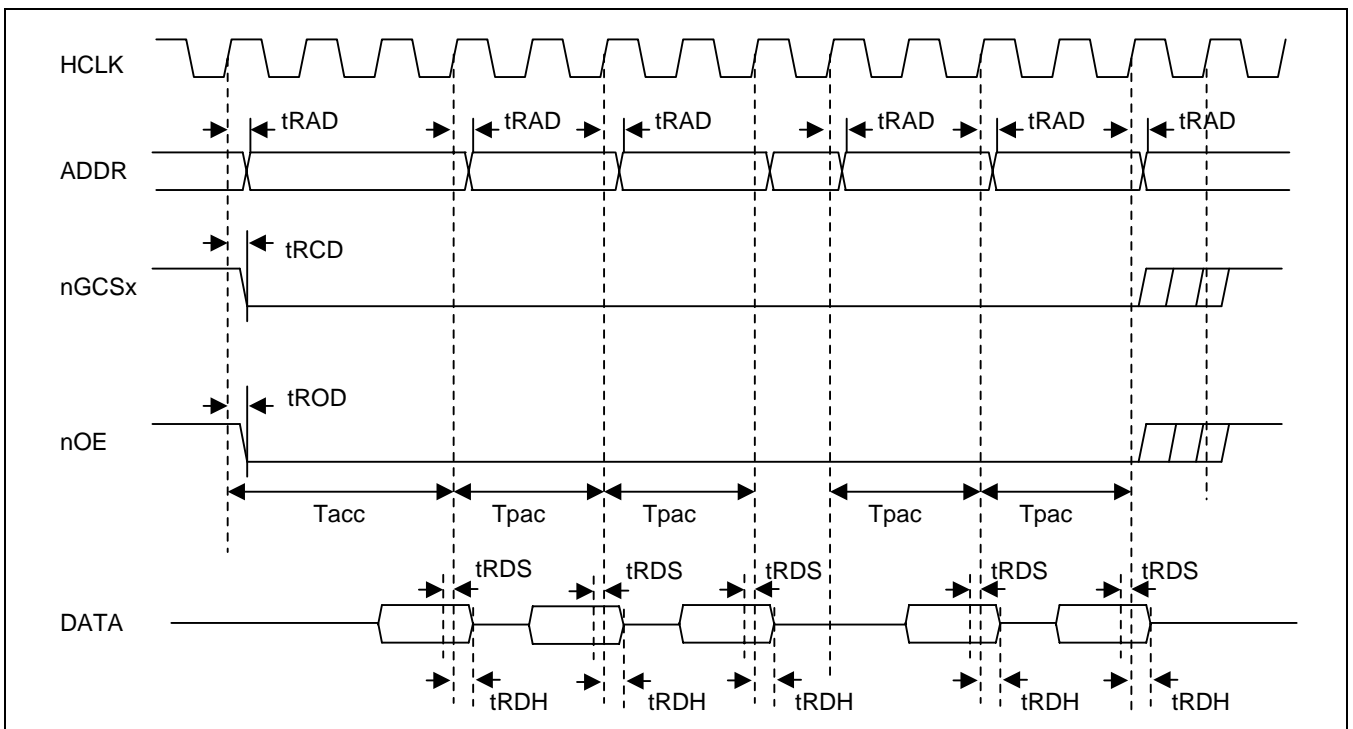 HCLK
tRAD tRAD tRAD tRAD tRAD tRAD
ADDR
tRCD
nGCSx
tROD
nOE
Tacc Tpac Tpac Tpac Tpac
tRDS tRDS tRDS tRDS tRDS
DATA
tRDH tRDH tRDH tRDH tRDH